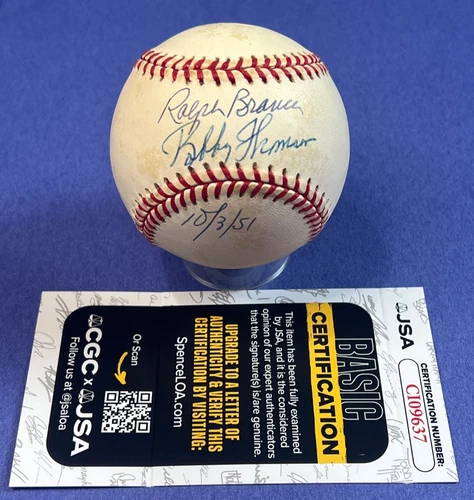 Ralph Branca
Bobby Thomson
10/3/51
JSA
CERTIFICATION NUMBER:
CI09637
BASIC
CERTIFICATION
This item has been fully examined
by JSA, and it is the considered
opinion of our expert authenticators
that the signature(s) is/are genuine.
UPGRADE TO A LETTER OF
AUTHENTICITY & VERIFY THIS
CERTIFICATION BY VISITING:
SpenceLOA.com
Or Scan
CGC X JSA
Follow us at @jsaloa